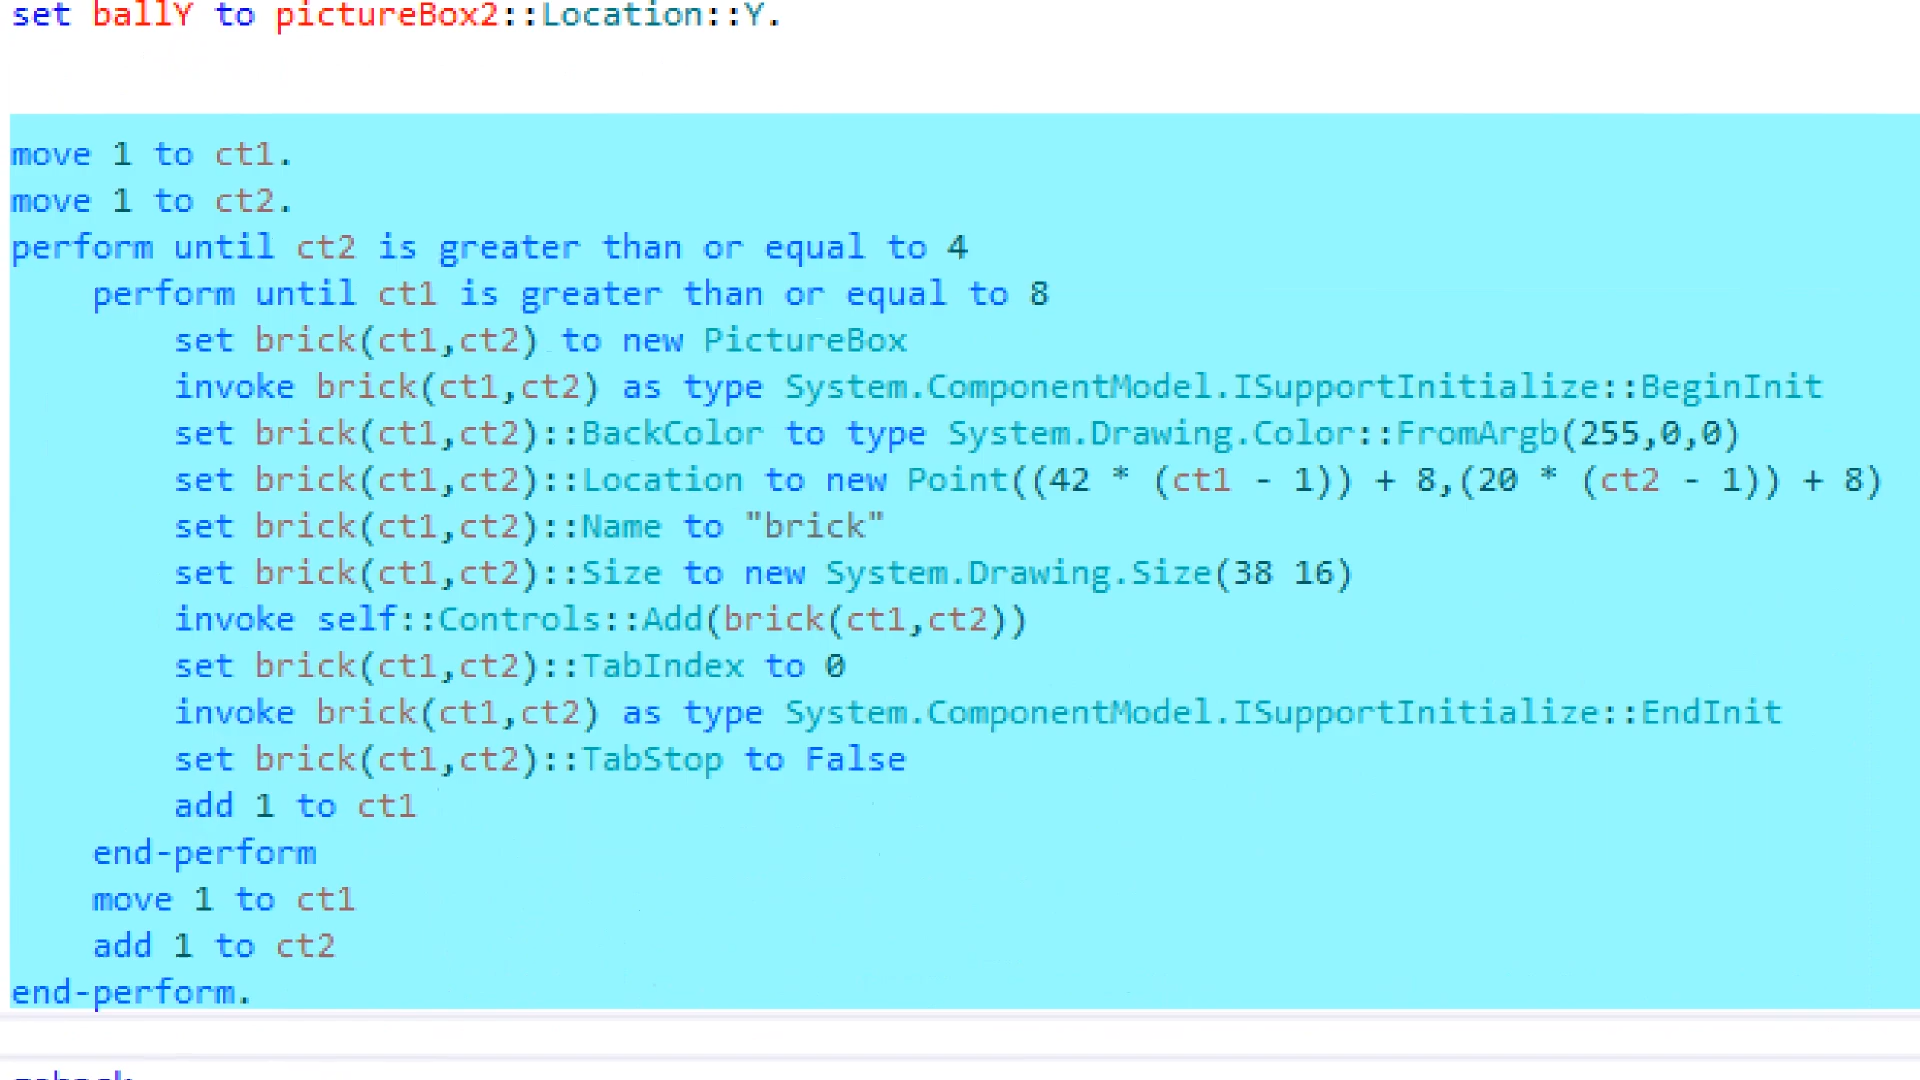 set ballY to pictureBox2::Location::Y.
move 1 to ct1.
move 1 to ct2.
perform until ct2 is greater than or equal to 4
perform until ct1 is greater than or equal to 8
set brick(ct1,ct2) to new PictureBox
invoke brick(ct1,ct2) as type System.ComponentModel.ISupportInitialize::BeginInit
set brick(ct1,ct2)::BackColor to type System.Drawing.Color::FromArgb(255,0,0)
set brick(ct1,ct2)::Location to new Point((42 * (ct1 - 1)) + 8,(20 * (ct2 - 1)) + 8)
set brick(ct1,ct2)::Name to "brick"
set brick(ct1,ct2)::Size to new System.Drawing.Size(38 16)
invoke self::Controls::Add(brick(ct1,ct2))
set brick(ct1,ct2)::TabIndex to 0
invoke brick(ct1,ct2) as type System.ComponentModel.ISupportInitialize::EndInit
set brick(ct1,ct2)::TabStop to False
add 1 to ct1
end-perform
move 1 to ct1
add 1 to ct2
end-perform.